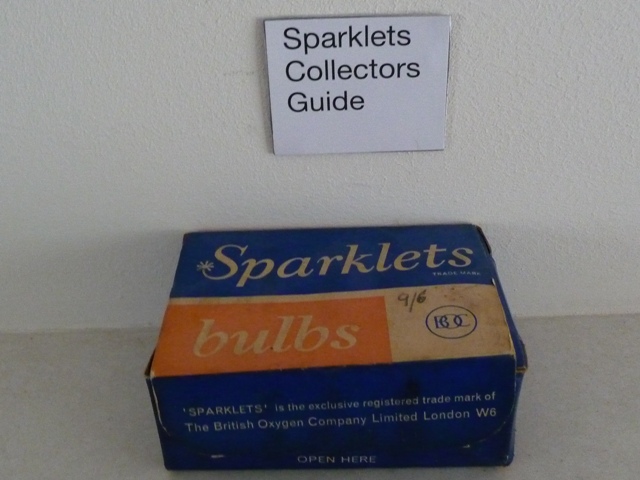 Sparklets
Collectors
Guide
*Sparklets
TRADE MARK
bulbs
9/6
BOC
'SPARKLETS' is the exclusive registered trade mark of
The British Oxygen Company Limited London W6
OPEN HERE